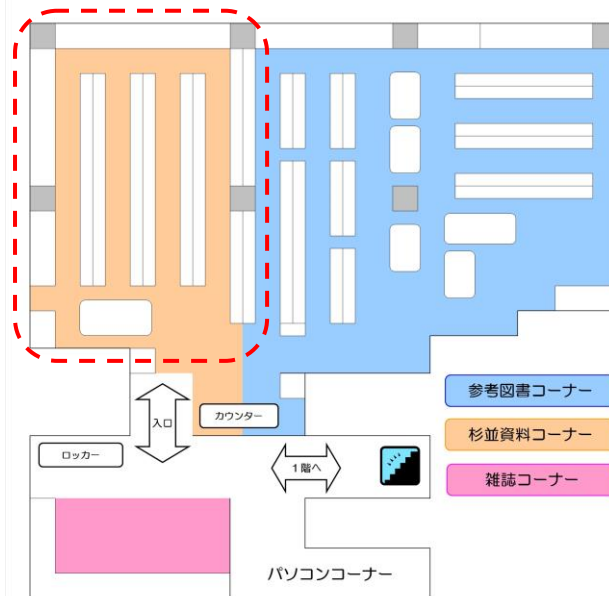 入口
カウンター
ロッカー
1階へ
パソコンコーナー
参考図書コーナー
杉並資料コーナー
雑誌コーナー